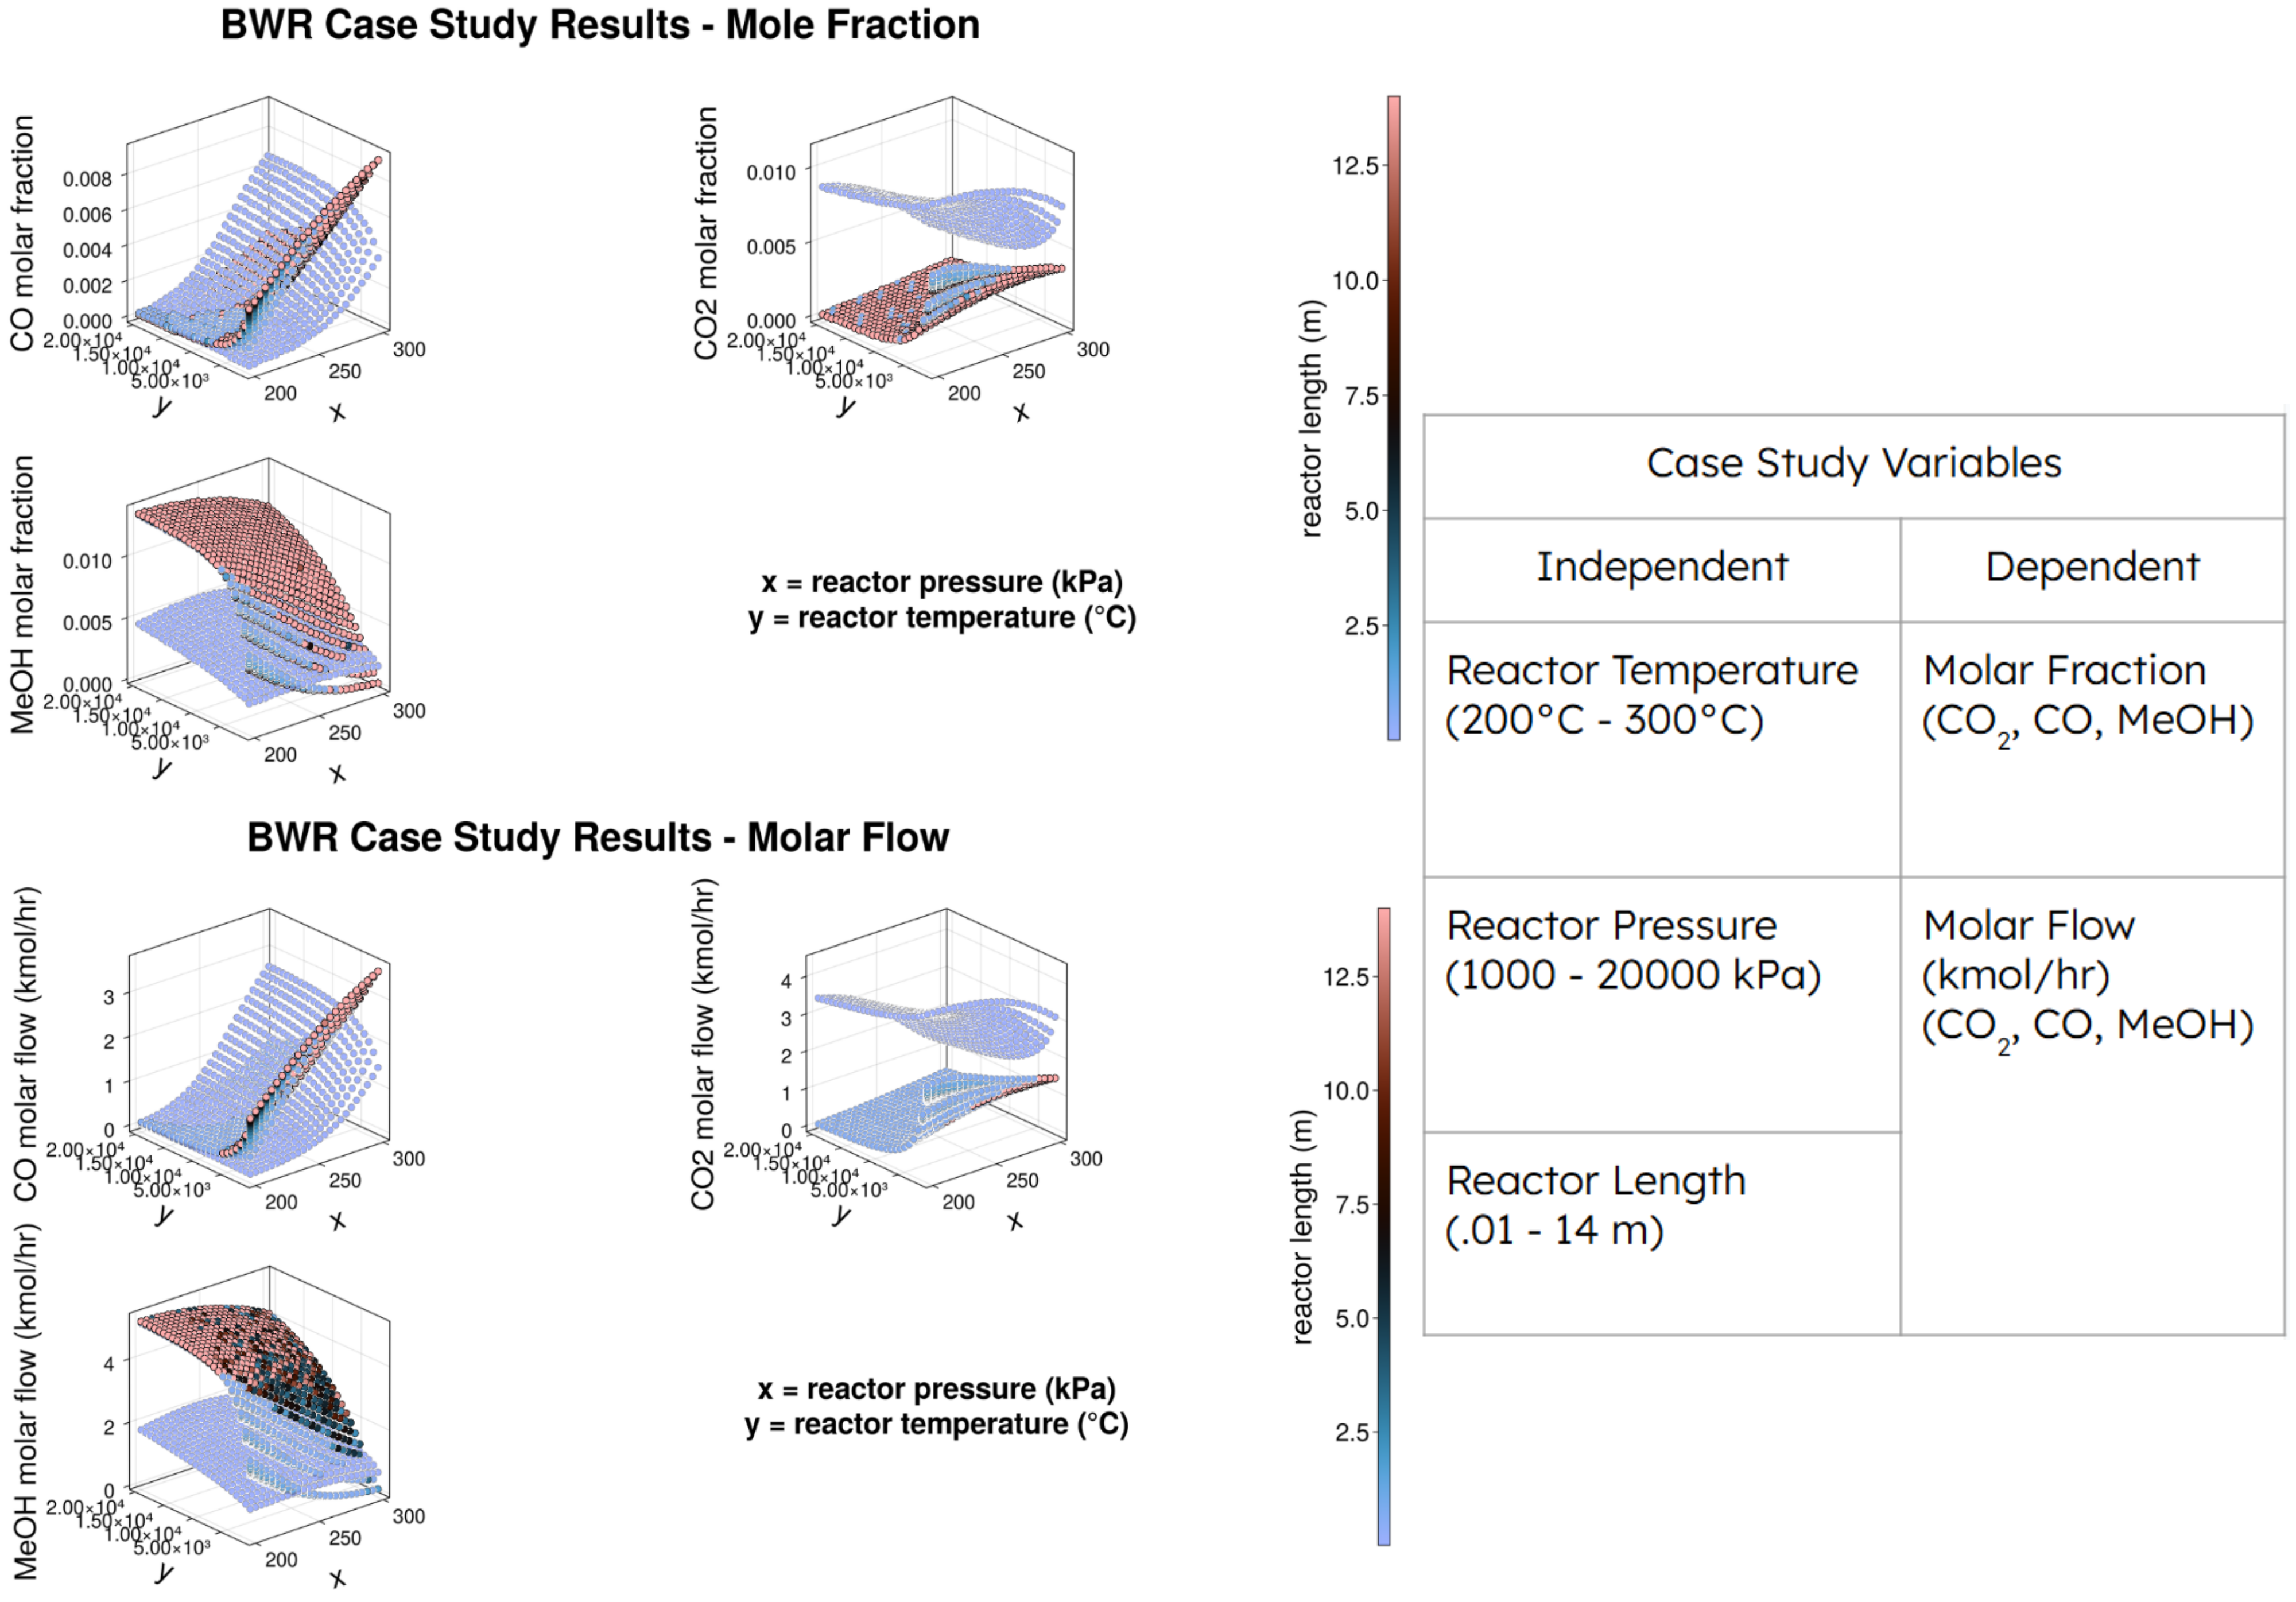 BWR Case Study Results - Mole Fraction
CO molar fraction
0.008
0.006
0.004
0.002
0.000
2.00×10⁴
1.50×10⁴
1.00×10⁴
5.00×10³
y
200
250
300
x
CO2 molar fraction
0.010
0.005
0.000
2.00×10⁴
1.50×10⁴
1.00×10⁴
5.00×10³
y
200
250
300
x
MeOH molar fraction
0.010
0.005
0.000
2.00×10⁴
1.50×10⁴
1.00×10⁴
5.00×10³
y
200
250
300
x
x = reactor pressure (kPa)
y = reactor temperature (°C)
reactor length (m)
12.5
10.0
7.5
5.0
2.5
BWR Case Study Results - Molar Flow
CO molar flow (kmol/hr)
3
2
1
0
2.00×10⁴
1.50×10⁴
1.00×10⁴
5.00×10³
y
200
250
300
x
CO2 molar flow (kmol/hr)
4
3
2
1
0
2.00×10⁴
1.50×10⁴
1.00×10⁴
5.00×10³
y
200
250
300
x
MeOH molar flow (kmol/hr)
4
2
0
2.00×10⁴
1.50×10⁴
1.00×10⁴
5.00×10³
y
200
250
300
x
x = reactor pressure (kPa)
y = reactor temperature (°C)
reactor length (m)
12.5
10.0
7.5
5.0
2.5
Case Study Variables
Independent
Dependent
Reactor Temperature
(200°C - 300°C)
Molar Fraction
(CO₂, CO, MeOH)
Reactor Pressure
(1000 - 20000 kPa)
Molar Flow
(kmol/hr)
(CO₂, CO, MeOH)
Reactor Length
(.01 - 14 m)